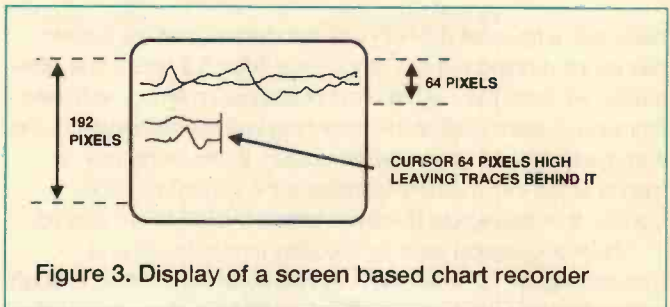 192
PIXELS
64 PIXELS
CURSOR 64 PIXELS HIGH
LEAVING TRACES BEHIND IT
Figure 3. Display of a screen based chart recorder